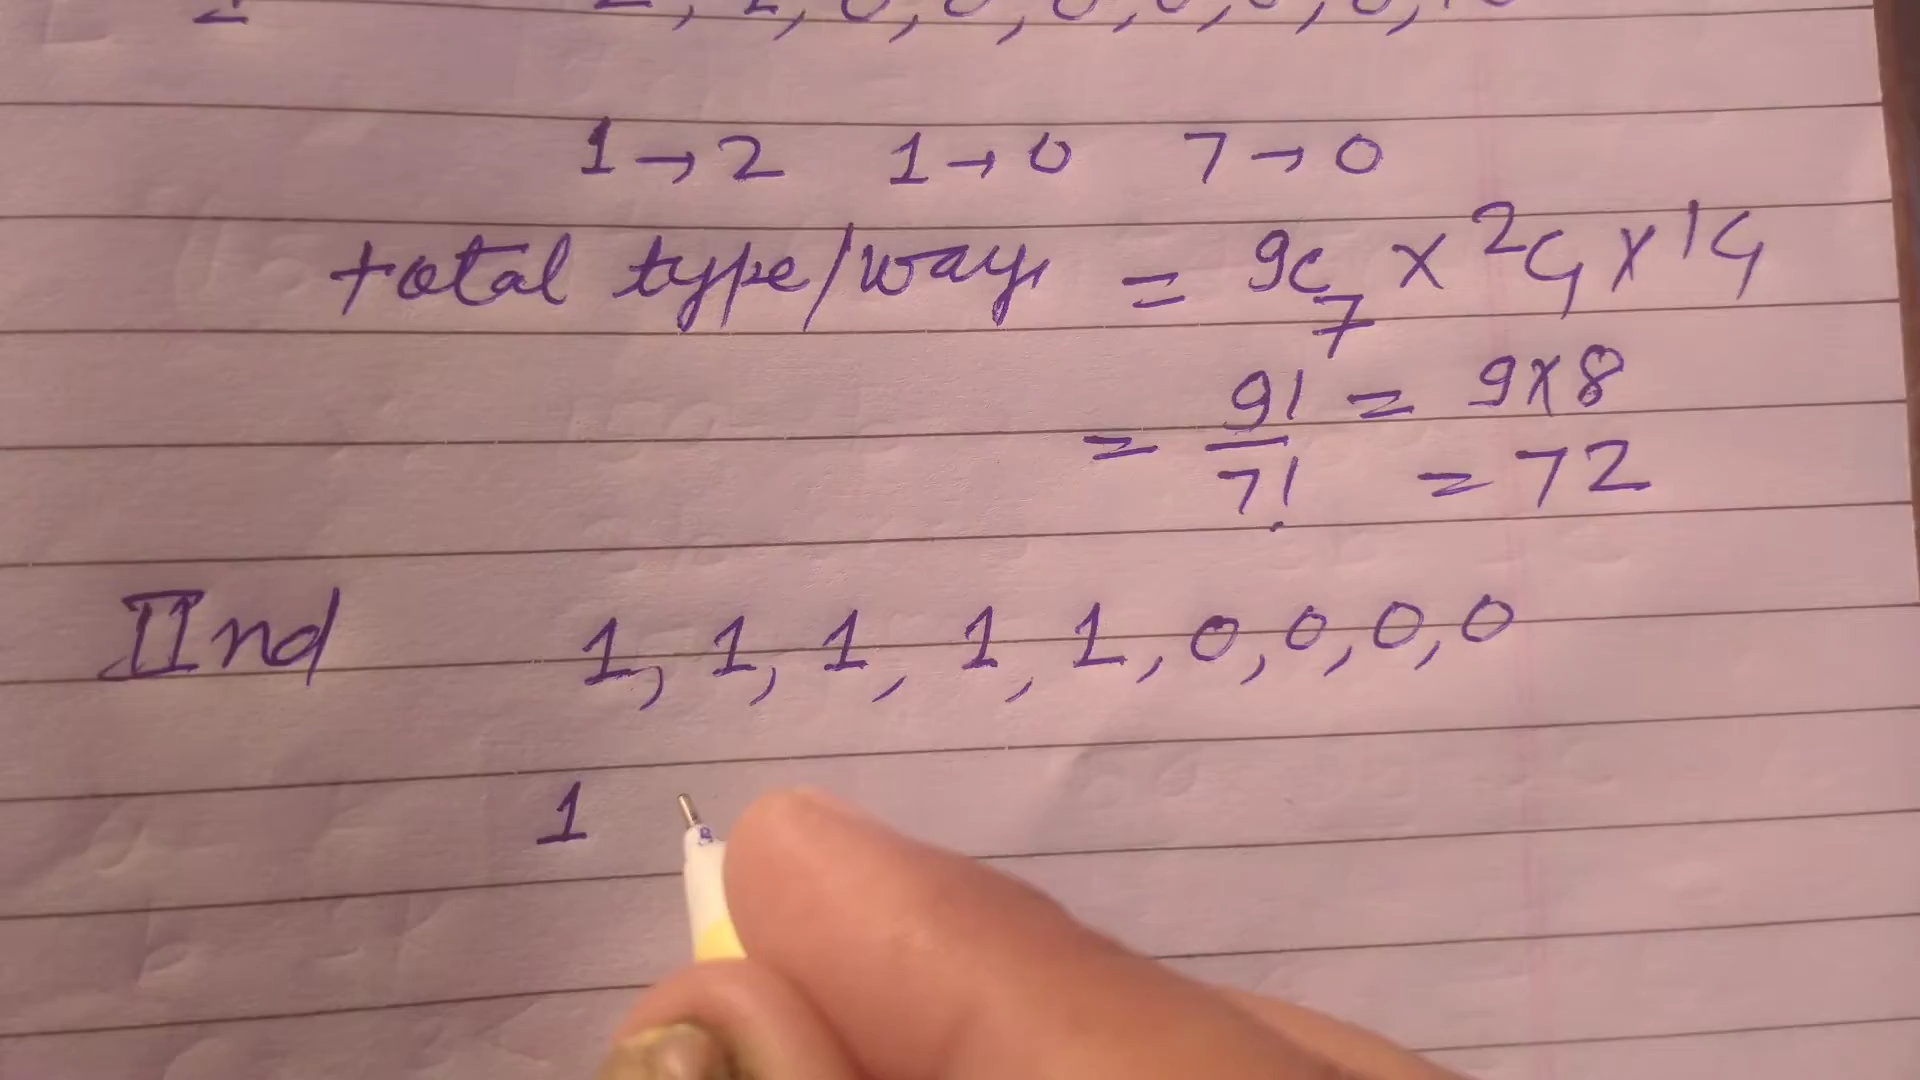 1→2 1→0 7→0
total type/ways = 9c7 × ²C₁ × ¹C₁
= 9!/7! = 9×8
= 72
IInd 1, 1, 1, 1, 1, 0, 0, 0, 0
1